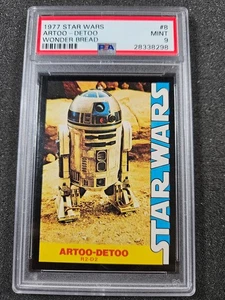 1977 STAR WARS #8
ARTOO - DETOO MINT
WONDER BREAD 9
PSA 28338298
STAR WARS
ARTOO-DETOO
R2-D2